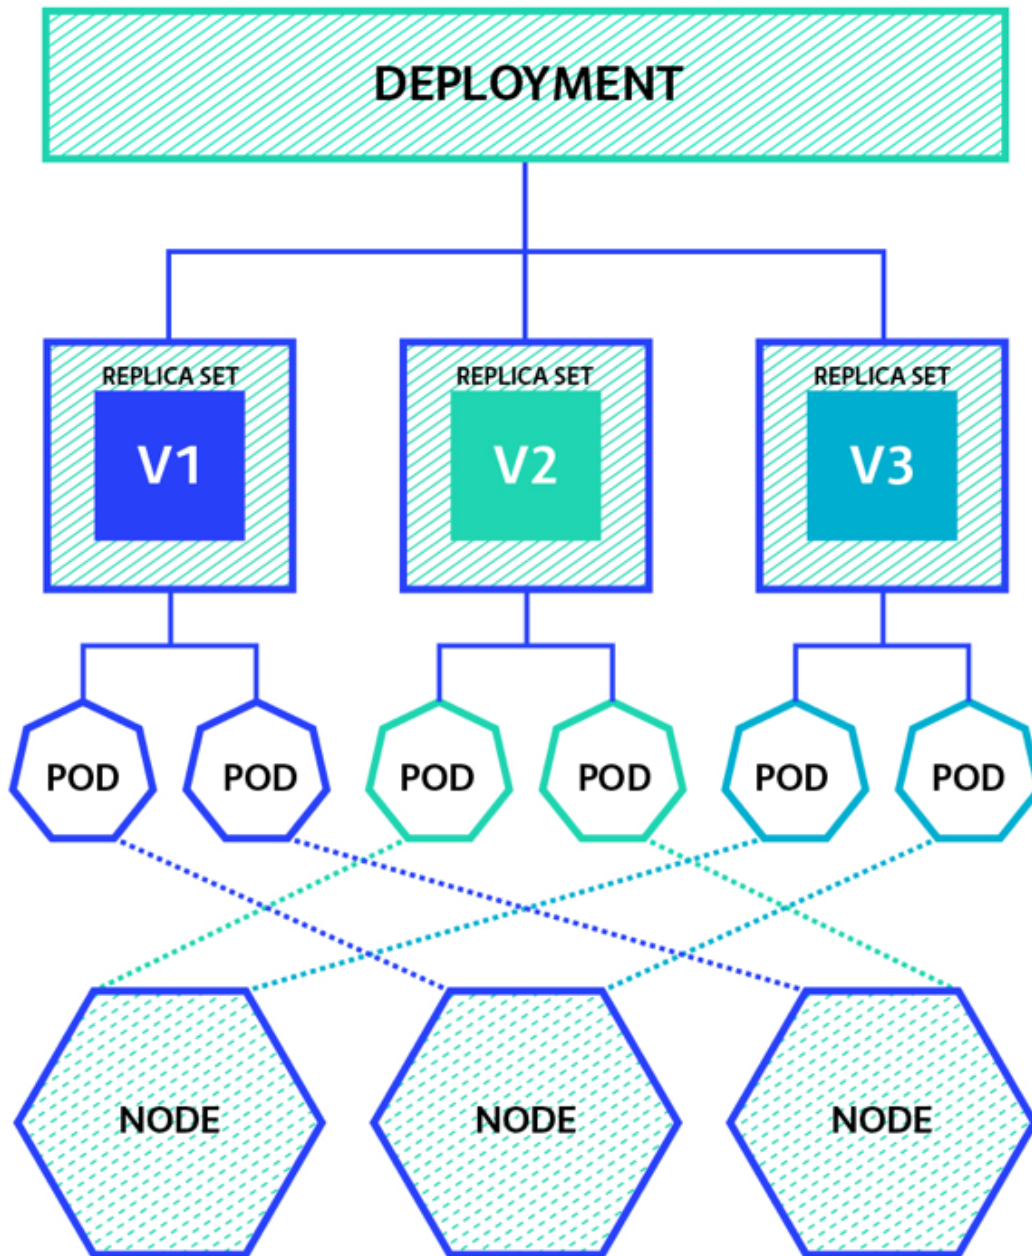 DEPLOYMENT
REPLICA SET
REPLICA SET
REPLICA SET
V1
V2
V3
POD
POD
POD
POD
POD
POD
NODE
NODE
NODE